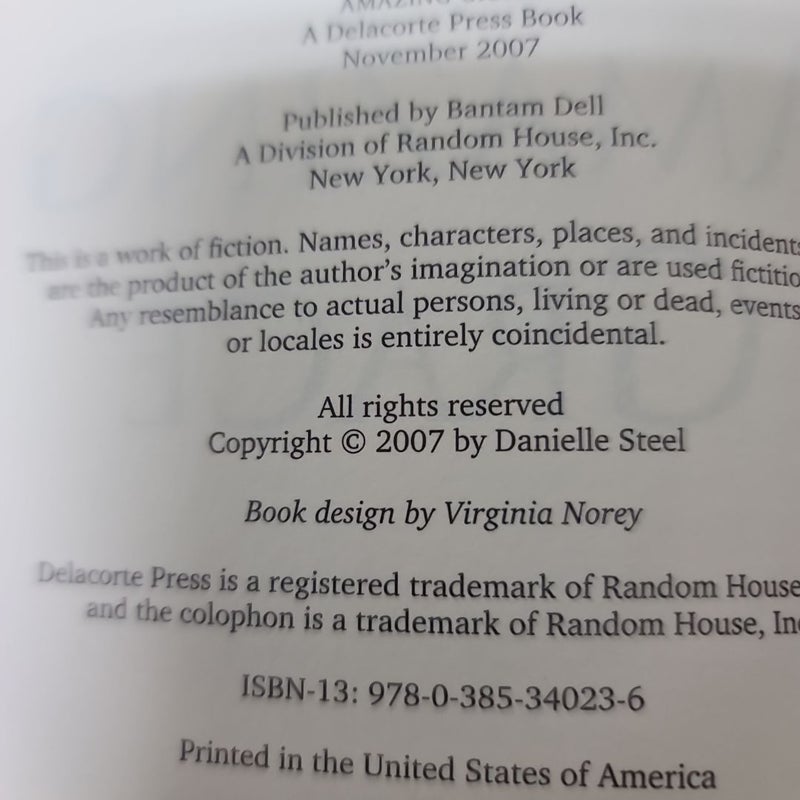 AMAZING
A Delacorte Press Book
November 2007
Published by Bantam Dell
A Division of Random House, Inc.
New York, New York
This is a work of fiction. Names, characters, places, and incidents
are the product of the author's imagination or are used fictitio
Any resemblance to actual persons, living or dead, events
or locales is entirely coincidental.
All rights reserved
Copyright © 2007 by Danielle Steel
Book design by Virginia Norey
Delacorte Press is a registered trademark of Random House
and the colophon is a trademark of Random House, In
ISBN-13: 978-0-385-34023-6
Printed in the United States of America